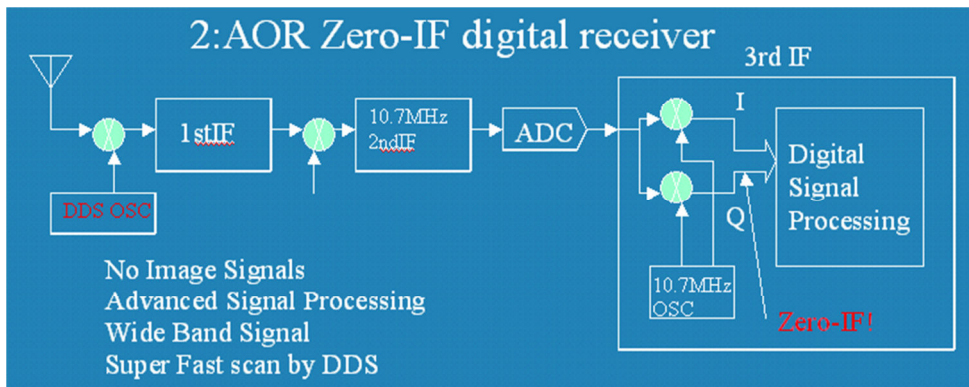 2:AOR Zero-IF digital receiver
3rd IF
1stIF
10.7MHz
2ndIF
ADC
I
Q
Digital
Signal
Processing
DDS OSC
10.7MHz
OSC
Zero-IF!
No Image Signals
Advanced Signal Processing
Wide Band Signal
Super Fast scan by DDS